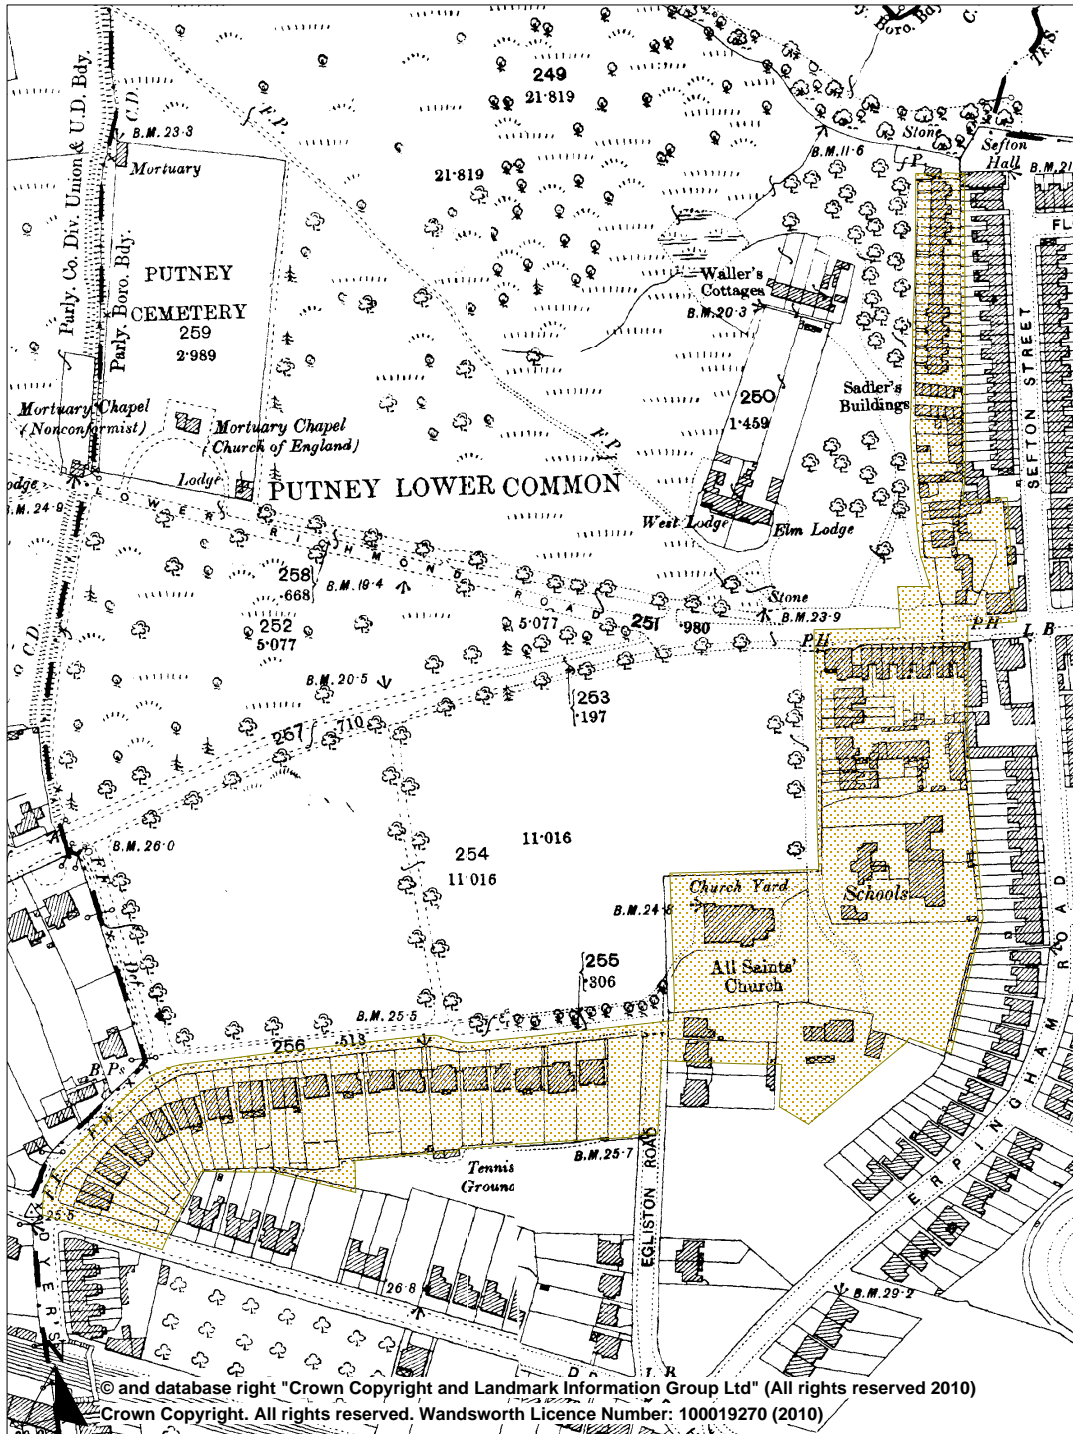 Parly. Co. Div. Union & U.D. Bdy.
Parly. Boro. Bdy.
C.D.
B.M. 23·3
Mortuary
F.P.
249
21·819
21·819
Boro. Bdy
C.
Tk. S.
Stone
B.M. 11·6
P.
Sefton
Hall
B.M. 21
FL
PUTNEY
CEMETERY
259
2·989
Waller's
Cottages
B.M. 20·3
250
1·459
Sadler's
Buildings
SEFTON STREET
Mortuary Chapel
(Nonconformist)
Mortuary Chapel
(Church of England)
Lodge
odge
B.M. 24·9
PUTNEY LOWER COMMON
F.P.
West Lodge
Elm Lodge
LOWER RICHMOND ROAD
258
·668
B.M. 19·4
252
5·077
5·077
251
·980
Stone
B.M. 23·9
P.H.
P.H.
L.B
C.D.
B.M. 20·5
253
·197
257
·710
B.M. 26·0
254
11·016
11·016
F.F.
Def.
Church Yard
B.M. 24·8
Schools
All Saints'
Church
255
·306
B.M. 25·5
256
·513
B.Ps
F.W.
F.F.
25·5
Tennis
Ground
B.M. 25·7
EGLISTON ROAD
ERPINGHAM ROAD
DYER'S
26·8
B.M. 29·2
L.B
© and database right "Crown Copyright and Landmark Information Group Ltd" (All rights reserved 2010)
Crown Copyright. All rights reserved. Wandsworth Licence Number: 100019270 (2010)